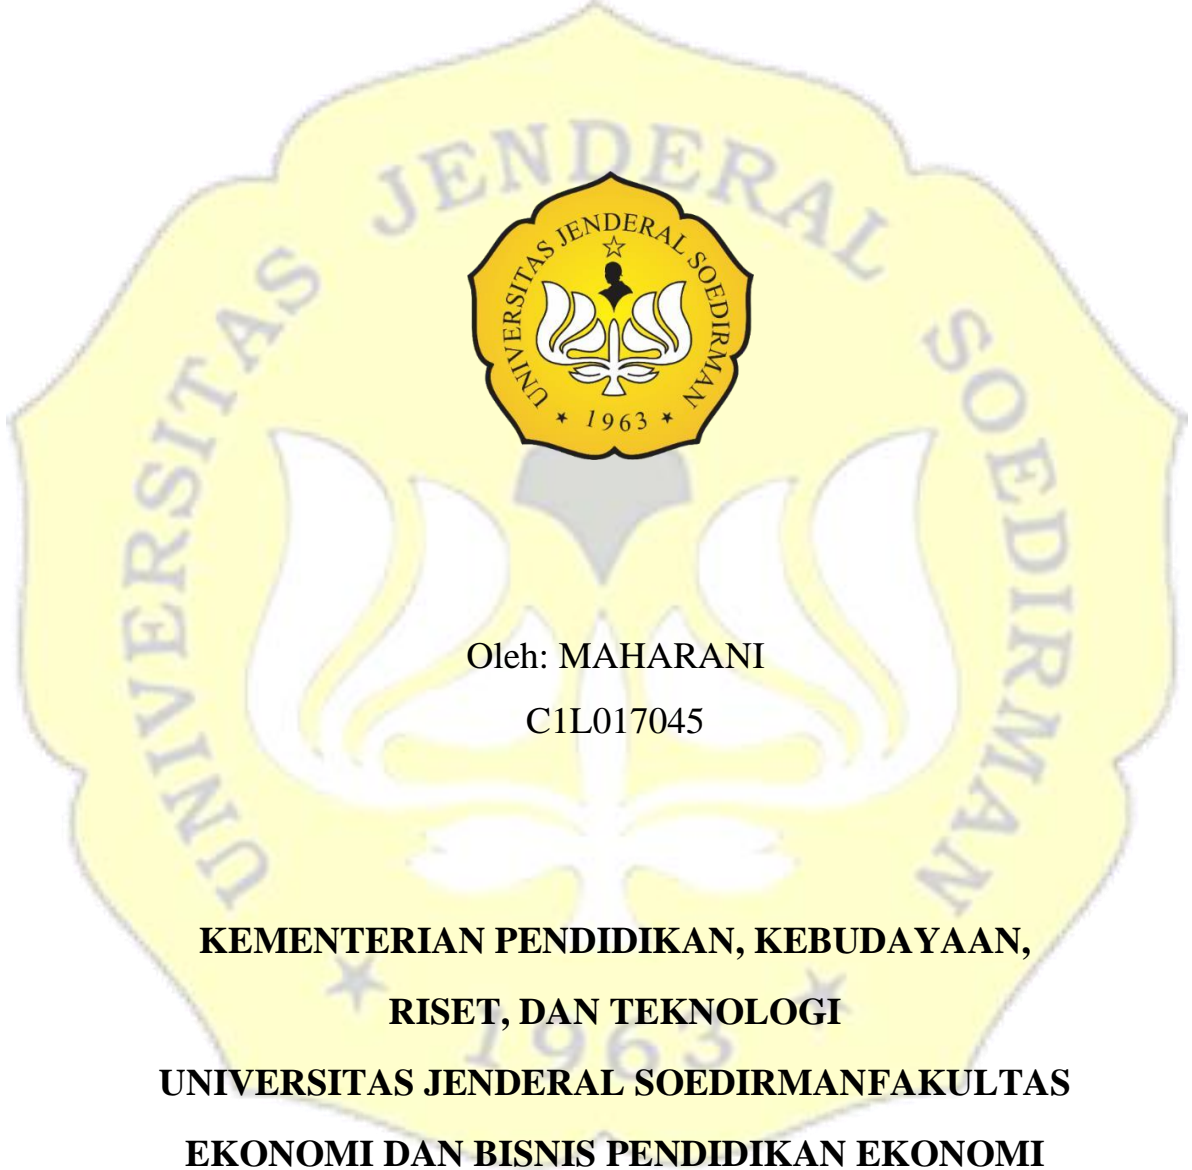 UNIVERSITAS JENDERAL SOEDIRMAN
★ 1963 ★
UNIVERSITAS JENDERAL SOEDIRMAN
★ 1963 ★
Oleh: MAHARANI
C1L017045
KEMENTERIAN PENDIDIKAN, KEBUDAYAAN,
RISET, DAN TEKNOLOGI
UNIVERSITAS JENDERAL SOEDIRMANFAKULTAS
EKONOMI DAN BISNIS PENDIDIKAN EKONOMI